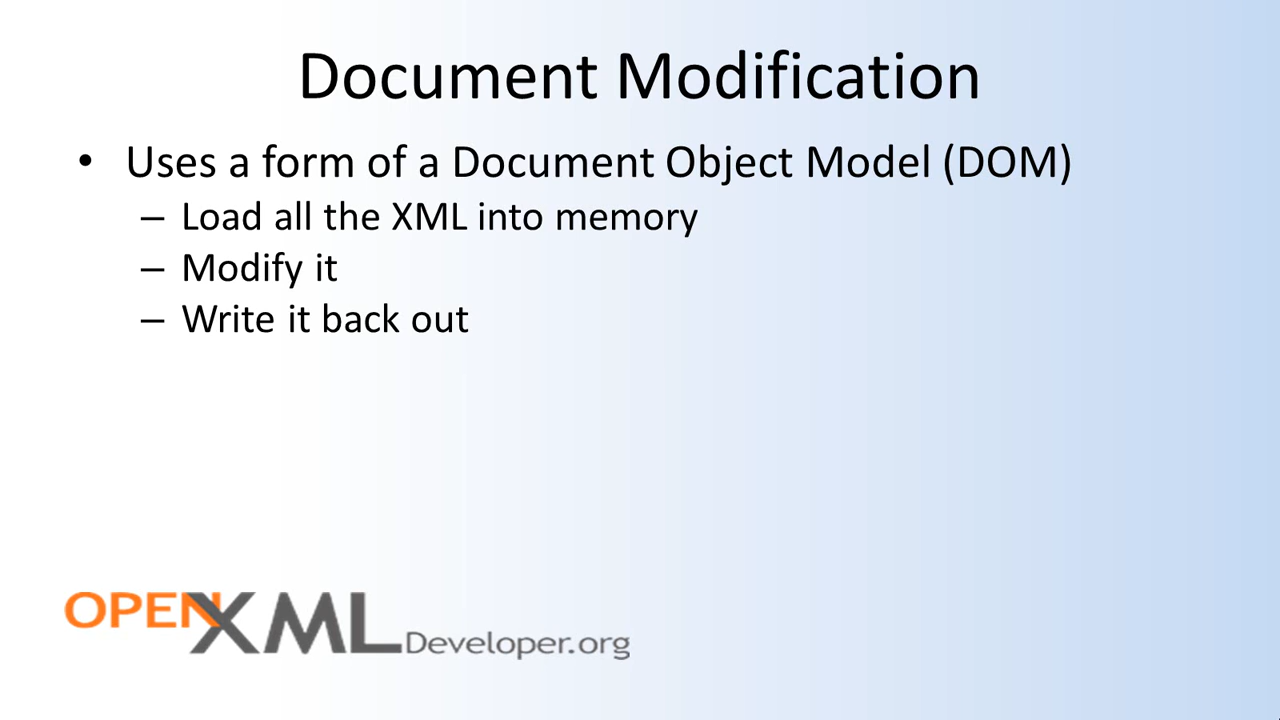 Document Modification
• Uses a form of a Document Object Model (DOM)
– Load all the XML into memory
– Modify it
– Write it back out
OPENXML Developer.org